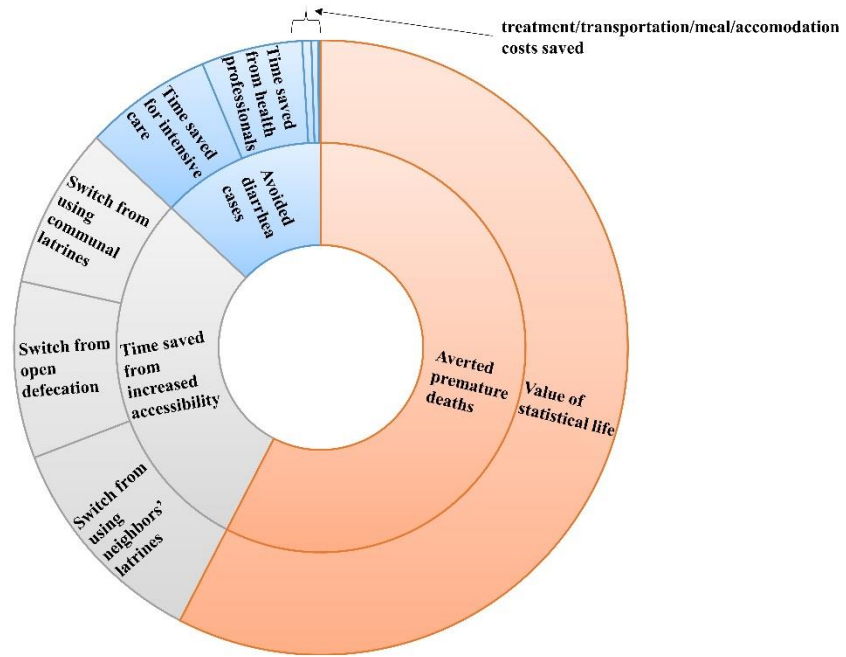 treatment/transportation/meal/accomodation
costs saved
Time saved
from health
professionals
Time saved
for intensive
care
Avoided
diarrhea
cases
Switch from
using
communal
latrines
Switch from
open
defecation
Time saved
from
increased
accessibility
Switch from
using
neighbors’
latrines
Averted
premature
deaths
Value of
statistical life